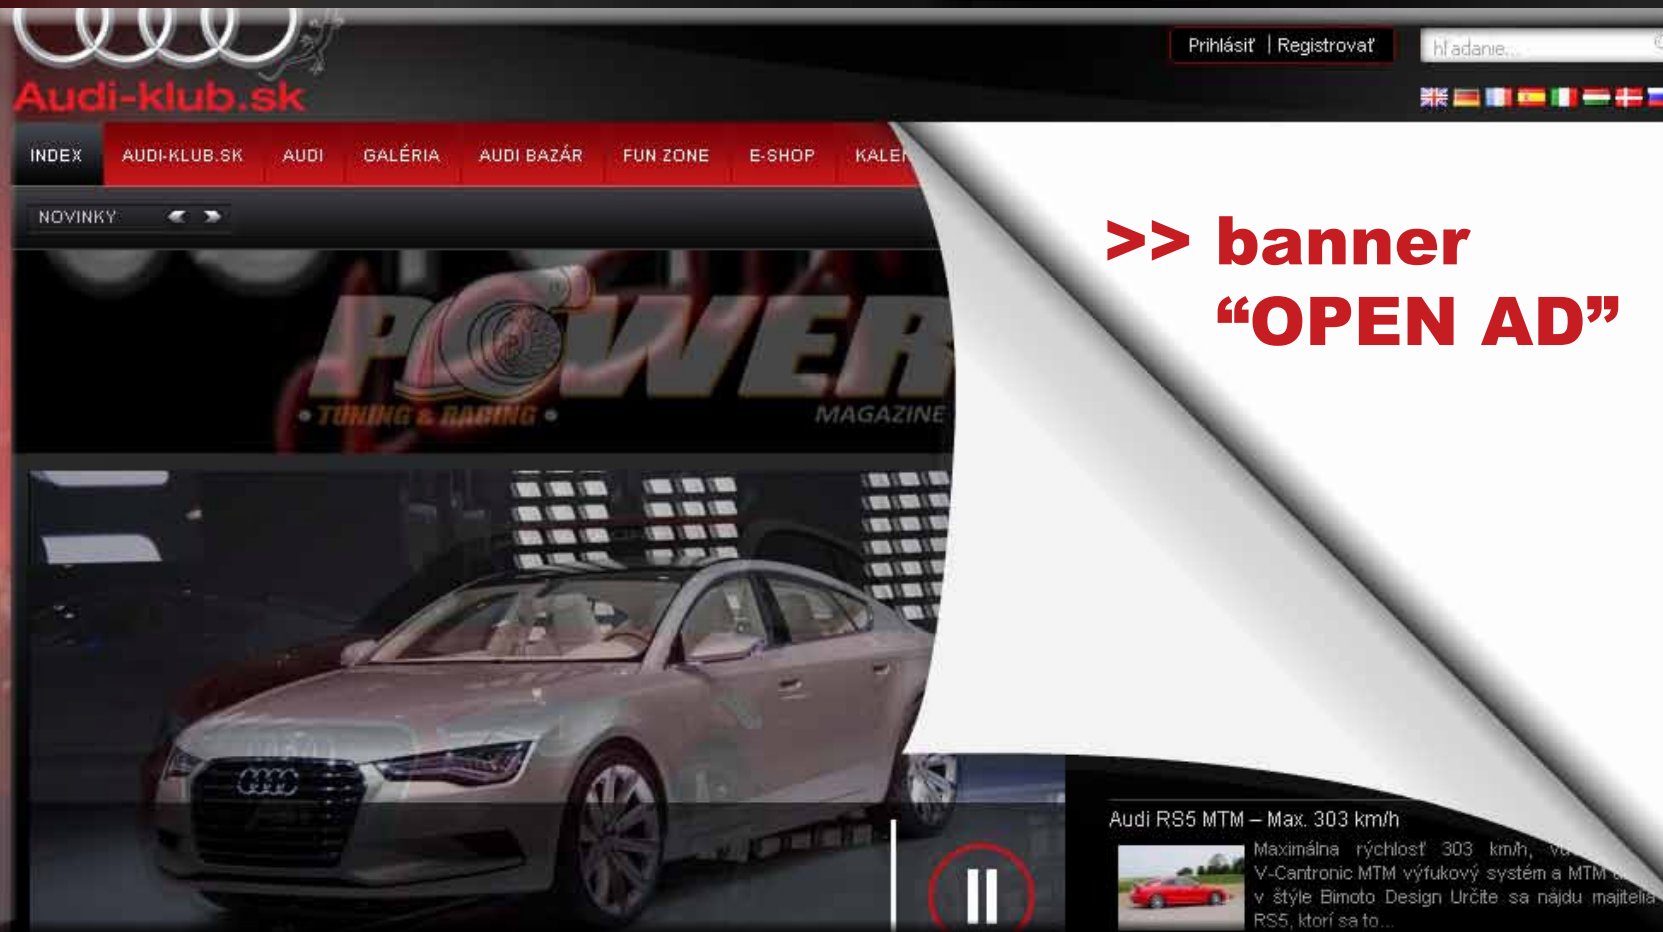 Audi-klub.sk
Prihlásiť | Registrovať
hľadanie...
INDEX AUDI-KLUB.SK AUDI GALÉRIA AUDI BAZÁR FUN ZONE E-SHOP
NOVINKY
>> banner
“OPEN AD”
POWER
• TUNING & RACING •
MAGAZINE
Audi RS5 MTM – Max. 303 km/h
Maximálna rýchlosť 303 km/h,
V-Cantronic MTM výfukový systém a MTM
v štýle Bimoto Design Určite sa nájdu majitelia
RS5, ktorí sa to...